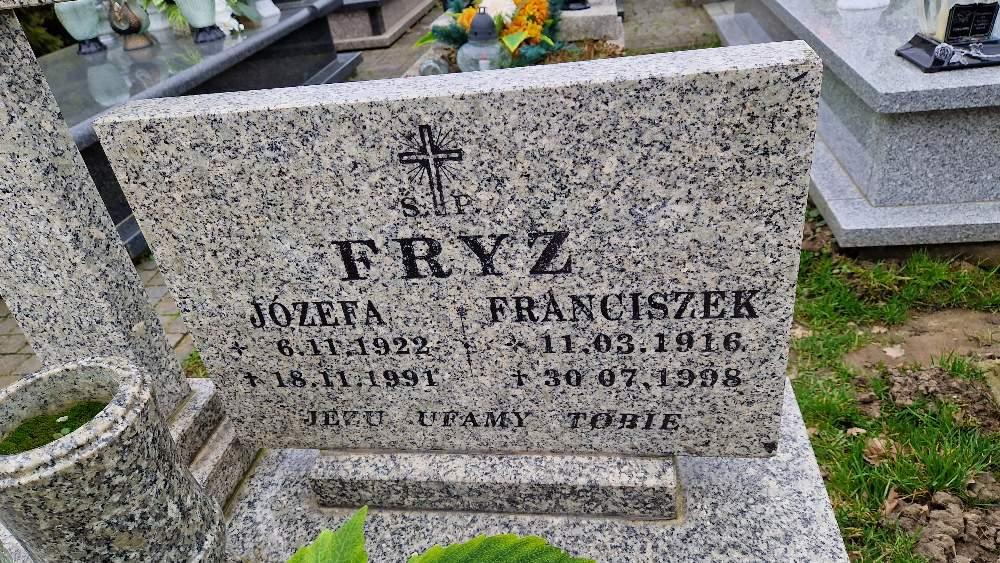 S. P.
FRYZ
JÓZEFA FRANCISZEK
* 6.11.1922 * 11.03.1916
† 18.11.1991 † 30 07.1998
JEZU UFAMY TOBIE